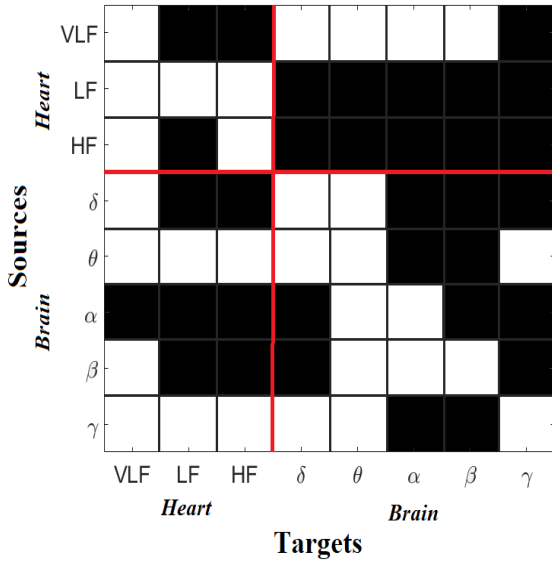 VLF
LF
HF
δ
θ
α
β
γ
Heart
Brain
Sources
VLF LF HF δ θ α β γ
Heart Brain
Targets